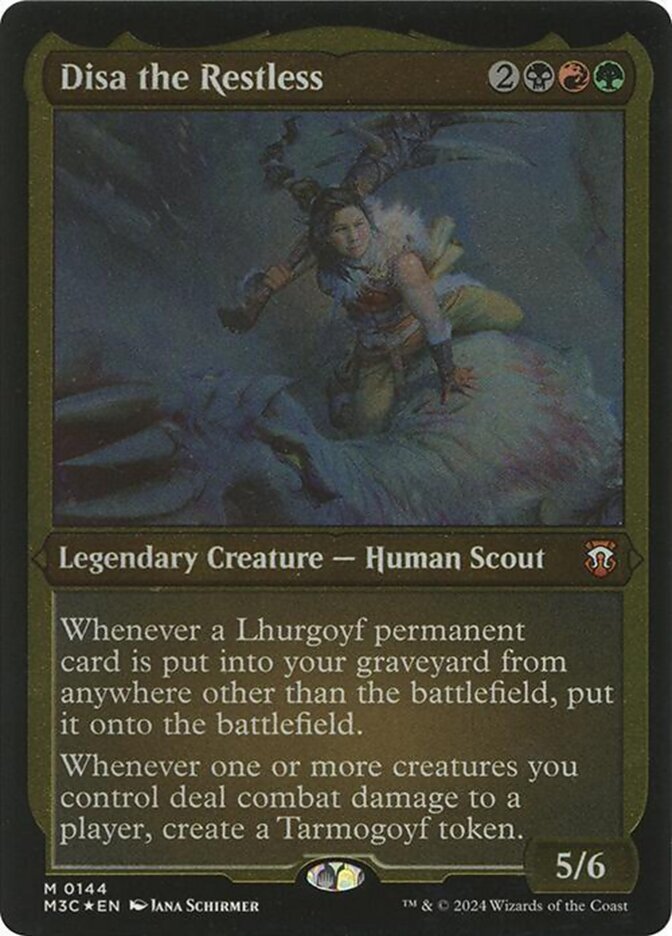 Disa the Restless 2
Legendary Creature — Human Scout
Whenever a Lhurgoyf permanent
card is put into your graveyard from
anywhere other than the battlefield, put
it onto the battlefield.
Whenever one or more creatures you
control deal combat damage to a
player, create a Tarmogoyf token.
5/6
M 0144
M3C★EN Jana Schirmer
™ & © 2024 Wizards of the Coast